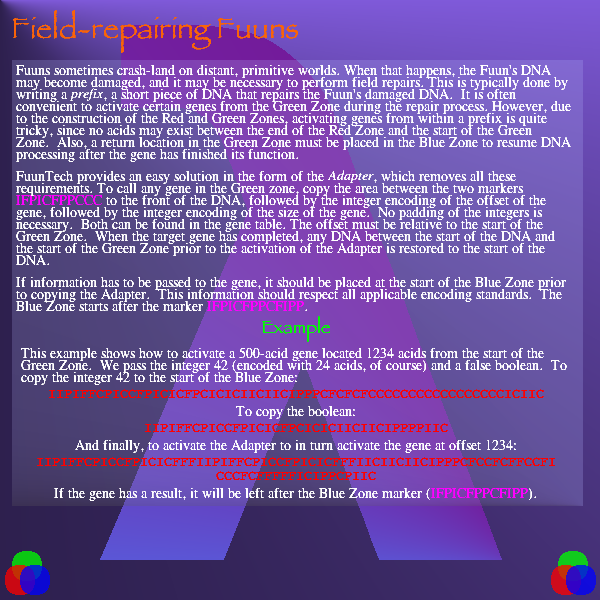 Field-repairing Fuuns
Fuuns sometimes crash-land on distant, primitive worlds. When that happens, the Fuun's DNA
may become damaged, and it may be necessary to perform field repairs. This is typically done by
writing a prefix, a short piece of DNA that repairs the Fuun's damaged DNA. It is often
convenient to activate certain genes from the Green Zone during the repair process. However, due
to the construction of the Red and Green Zones, activating genes from within a prefix is quite
tricky, since no acids may exist between the end of the Red Zone and the start of the Green
Zone. Also, a return location in the Green Zone must be placed in the Blue Zone to resume DNA
processing after the gene has finished its function.
FuunTech provides an easy solution in the form of the Adapter, which removes all these
requirements. To call any gene in the Green zone, copy the area between the two markers
IFPICFPPCCC to the front of the DNA, followed by the integer encoding of the offset of the
gene, followed by the integer encoding of the size of the gene. No padding of the integers is
necessary. Both can be found in the gene table. The offset must be relative to the start of the
Green Zone. When the target gene has completed, any DNA between the start of the DNA and
the start of the Green Zone prior to the activation of the Adapter is restored to the start of the
DNA.
If information has to be passed to the gene, it should be placed at the start of the Blue Zone prior
to copying the Adapter. This information should respect all applicable encoding standards. The
Blue Zone starts after the marker IFPICFPPCFIPP.
Example
This example shows how to activate a 500-acid gene located 1234 acids from the start of the
Green Zone. We pass the integer 42 (encoded with 24 acids, of course) and a false boolean. To
copy the integer 42 to the start of the Blue Zone:
To copy the boolean:
And finally, to activate the Adapter to in turn activate the gene at offset 1234:
If the gene has a result, it will be left after the Blue Zone marker (IFPICFPPCFIPP).